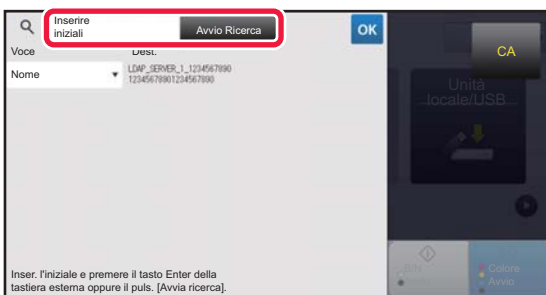 Inserire
iniziali
Avvio Ricerca
OK
CA
Voce
Dest.
Nome
LDAP_SERVER_1_1234567890
12345678901234567890
Unità
locale/USB
B/N
Colore
Avvio
Inser. l'iniziale e premere il tasto Enter della
tastiera esterna oppure il puls. [Avvia ricerca].